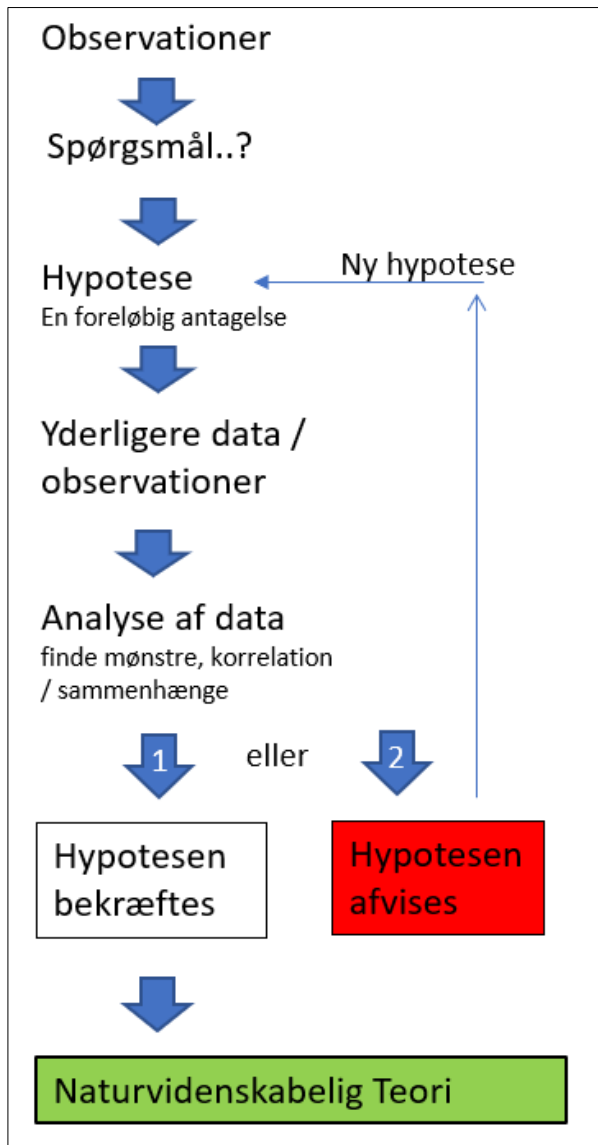 Observationer
Spørgsmål..?
Ny hypotese
Hypotese
En foreløbig antagelse
Yderligere data /
observationer
Analyse af data
finde mønstre, korrelation
/ sammenhænge
1 eller 2
Hypotesen
bekræftes
Hypotesen
afvises
Naturvidenskabelig Teori